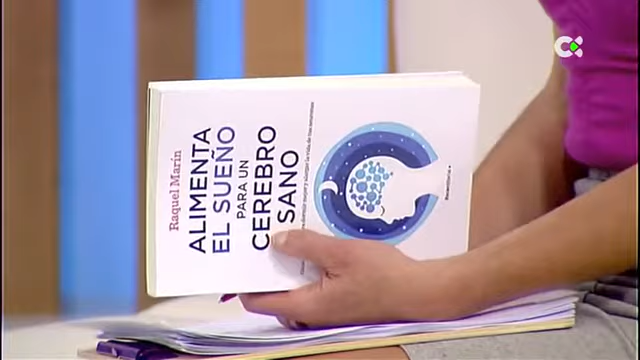 Raquel Marín
ALIMENTA
EL SUEÑO
PARA UN
CEREBRO
SANO